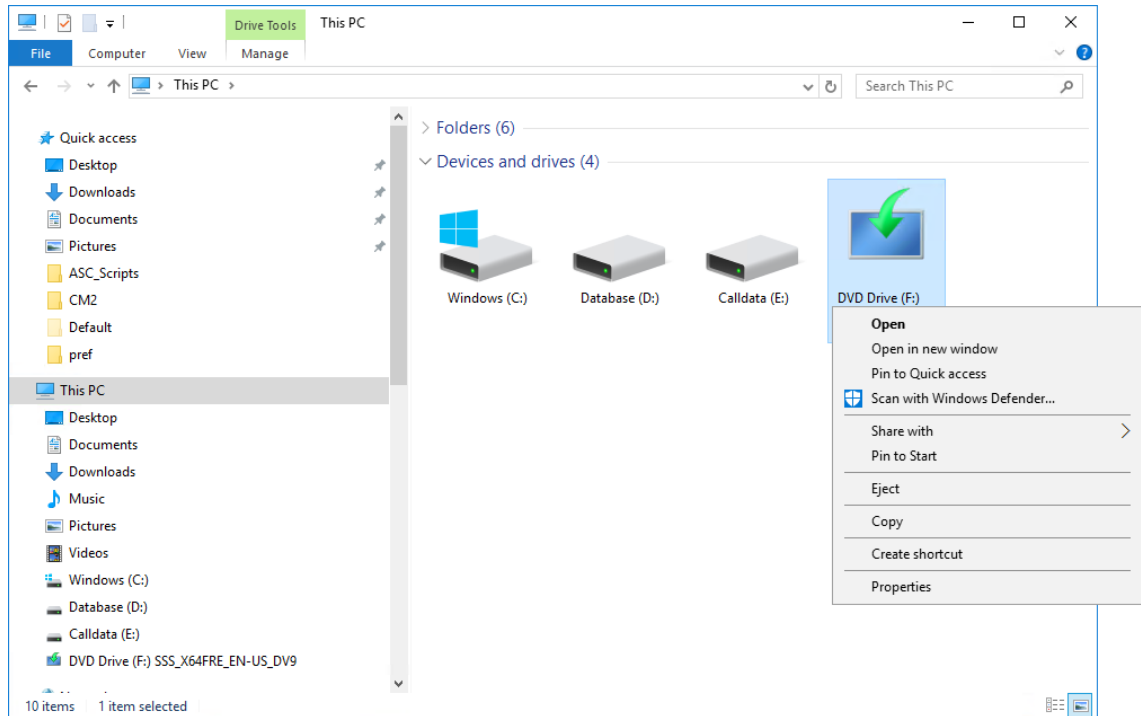 Drive Tools This PC
File Computer View Manage
This PC
Search This PC
Quick access
Desktop
Downloads
Documents
Pictures
ASC_Scripts
CM2
Default
pref
This PC
Desktop
Documents
Downloads
Music
Pictures
Videos
Windows (C:)
Database (D:)
Calldata (E:)
DVD Drive (F:) SSS_X64FRE_EN-US_DV9
Folders (6)
Devices and drives (4)
Windows (C:) Database (D:) Calldata (E:) DVD Drive (F:)
Open
Open in new window
Pin to Quick access
Scan with Windows Defender...
Share with
Pin to Start
Eject
Copy
Create shortcut
Properties
10 items 1 item selected